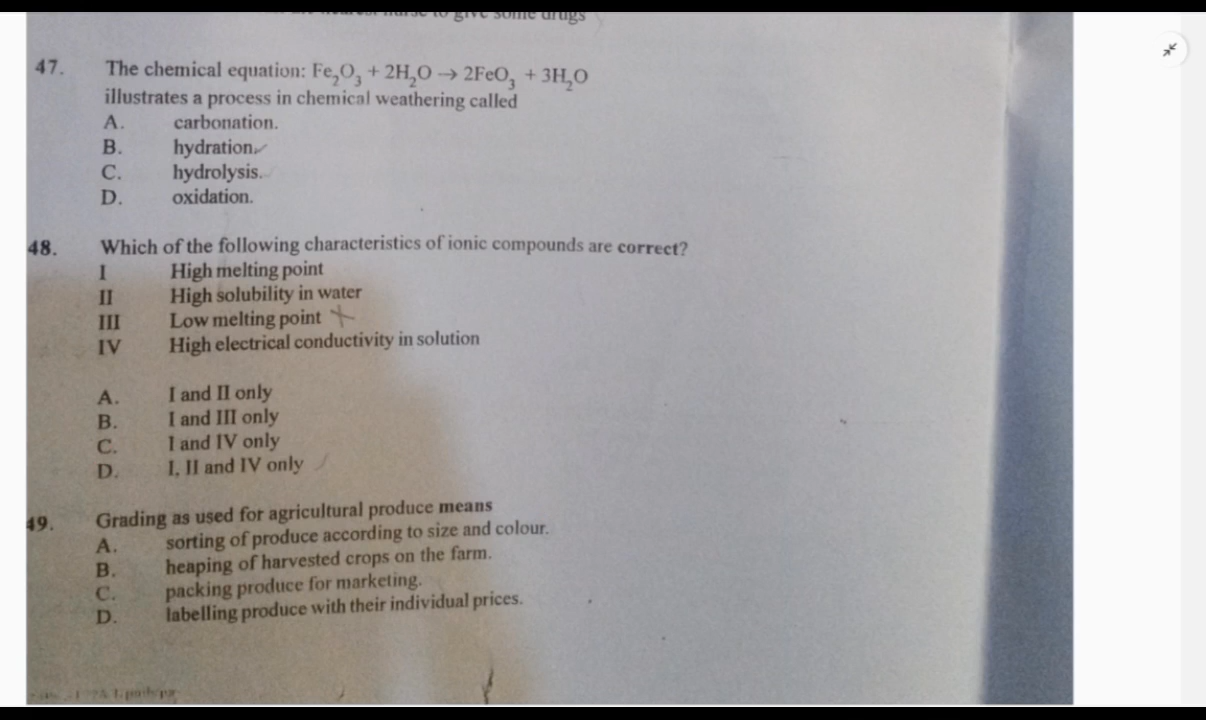 to give some drugs
47. The chemical equation: Fe₂O₃ + 2H₂O → 2FeO₃ + 3H₂O
illustrates a process in chemical weathering called
A. carbonation.
B. hydration.
C. hydrolysis.
D. oxidation.
48. Which of the following characteristics of ionic compounds are correct?
I High melting point
II High solubility in water
III Low melting point
IV High electrical conductivity in solution
A. I and II only
B. I and III only
C. I and IV only
D. I, II and IV only
49. Grading as used for agricultural produce means
A. sorting of produce according to size and colour.
B. heaping of harvested crops on the farm.
C. packing produce for marketing.
D. labelling produce with their individual prices.